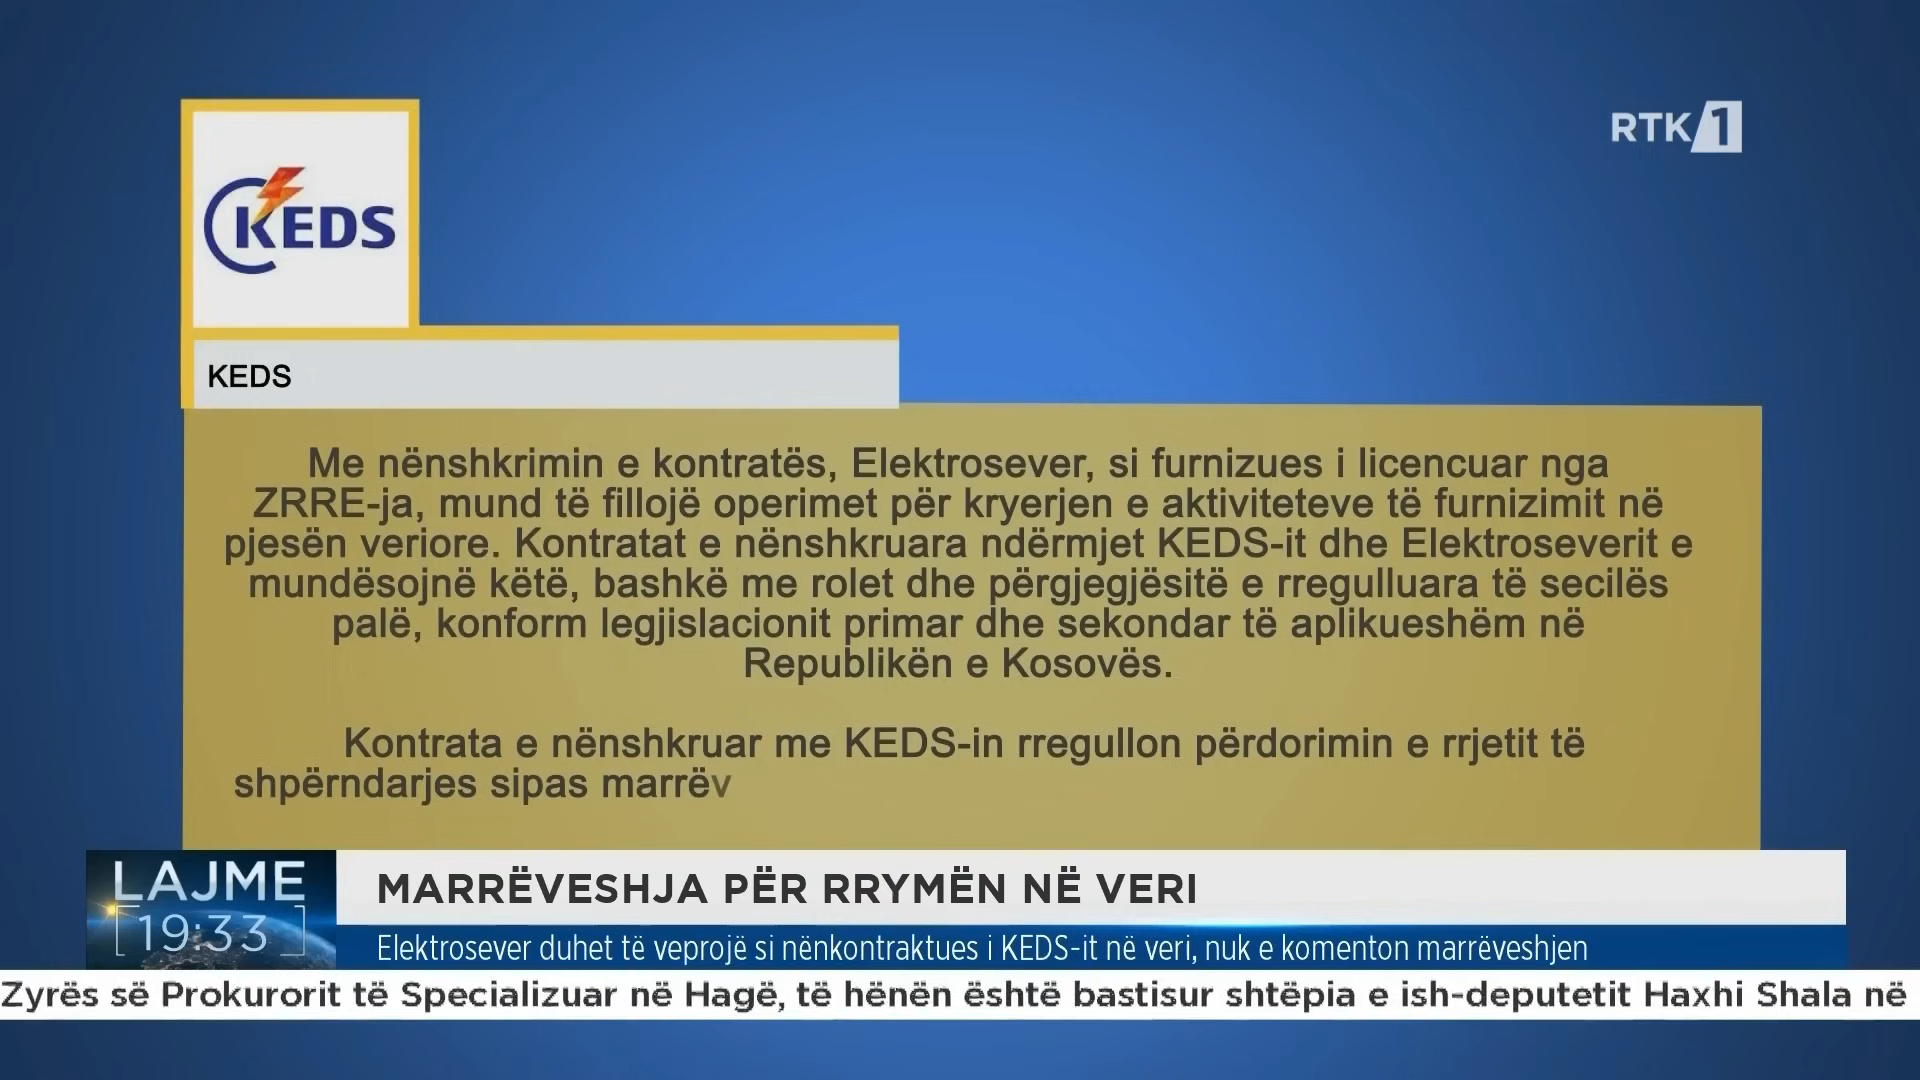 RTK 1
KEDS
KEDS
Me nënshkrimin e kontratës, Elektrosever, si furnizues i licencuar nga
ZRRE-ja, mund të fillojë operimet për kryerjen e aktiviteteve të furnizimit në
pjesën veriore. Kontratat e nënshkruara ndërmjet KEDS-it dhe Elektroseverit e
mundësojnë këtë, bashkë me rolet dhe përgjegjësitë e rregulluara të secilës
palë, konform legjislacionit primar dhe sekondar të aplikueshëm në
Republikën e Kosovës.
Kontrata e nënshkruar me KEDS-in rregullon përdorimin e rrjetit të
shpërndarjes sipas marrëv
LAJME
19:33
MARRËVESHJA PËR RRYMËN NË VERI
Elektrosever duhet të veprojë si nënkontraktues i KEDS-it në veri, nuk e komenton marrëveshjen
Zyrës së Prokurorit të Specializuar në Hagë, të hënën është bastisur shtëpia e ish-deputetit Haxhi Shala në